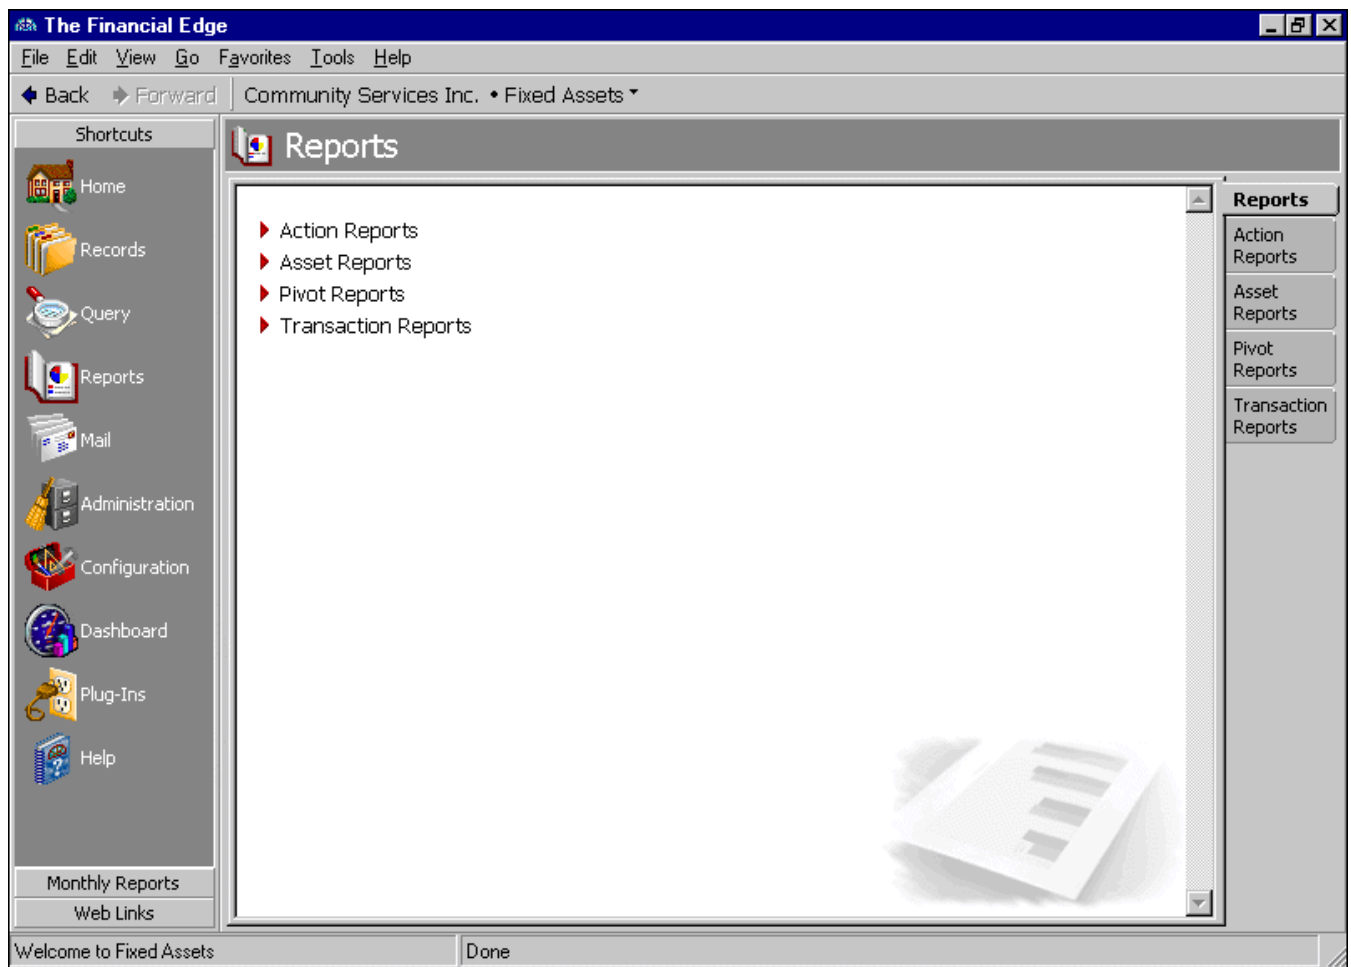 The Financial Edge
File Edit View Go Favorites Tools Help
Back Forward Community Services Inc. • Fixed Assets
Shortcuts
Home
Records
Query
Reports
Mail
Administration
Configuration
Dashboard
Plug-Ins
Help
Monthly Reports
Web Links
Reports
Action Reports
Asset Reports
Pivot Reports
Transaction Reports
Reports
Action
Reports
Asset
Reports
Pivot
Reports
Transaction
Reports
Welcome to Fixed Assets
Done